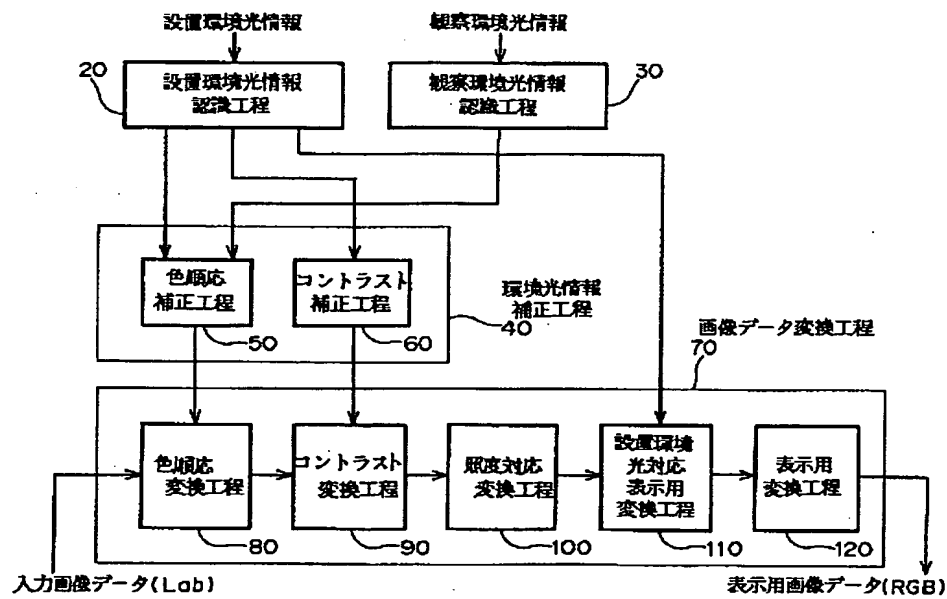 設置環境光情報
観察環境光情報
20
設置環境光情報
認識工程
観察環境光情報
認識工程
30
色順応
補正工程
50
コントラスト
補正工程
60
環境光情報
補正工程
40
画像データ変換工程
70
色順応
変換工程
80
コントラスト
変換工程
90
照度対応
変換工程
100
設置環境
光対応
表示用
変換工程
110
表示用
変換工程
120
入力画像データ(Lab)
表示用画像データ(RGB)